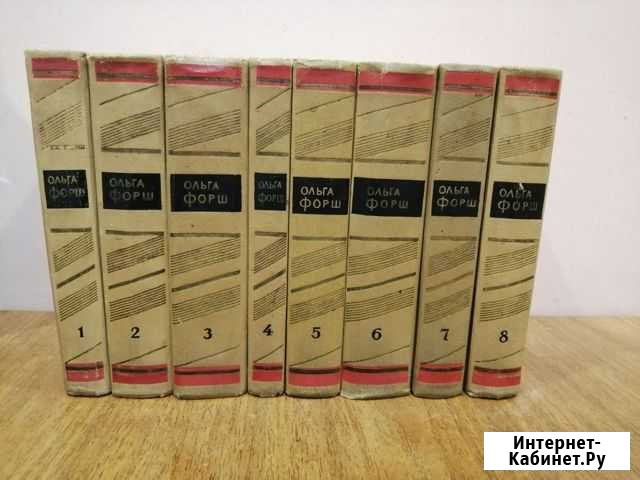 ОЛЬГА
ФОРШ
1
ОЛЬГА
ФОРШ
2
ОЛЬГА
ФОРШ
3
ОЛЬГА
ФОРШ
4
ОЛЬГА
ФОРШ
5
ОЛЬГА
ФОРШ
6
ОЛЬГА
ФОРШ
7
ОЛЬГА
ФОРШ
8
Интернет-
Кабинет.Ру